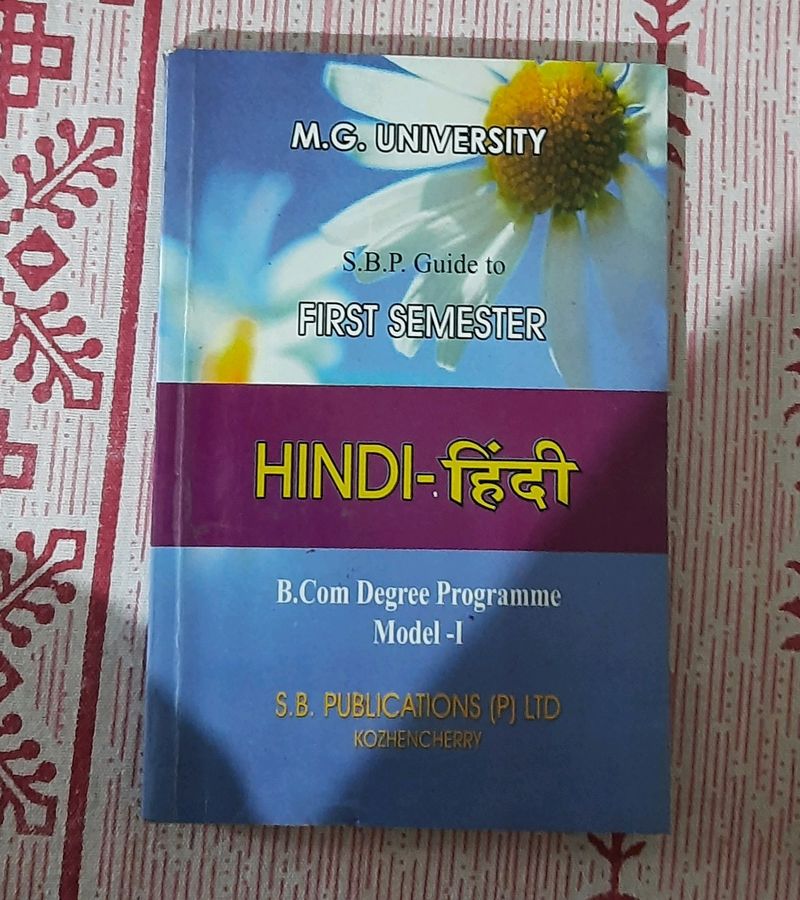 M.G. UNIVERSITY
S.B.P. Guide to
FIRST SEMESTER
HINDI-हिंदी
B.Com Degree Programme
Model -I
S.B. PUBLICATIONS (P) LTD
KOZHENCHERRY